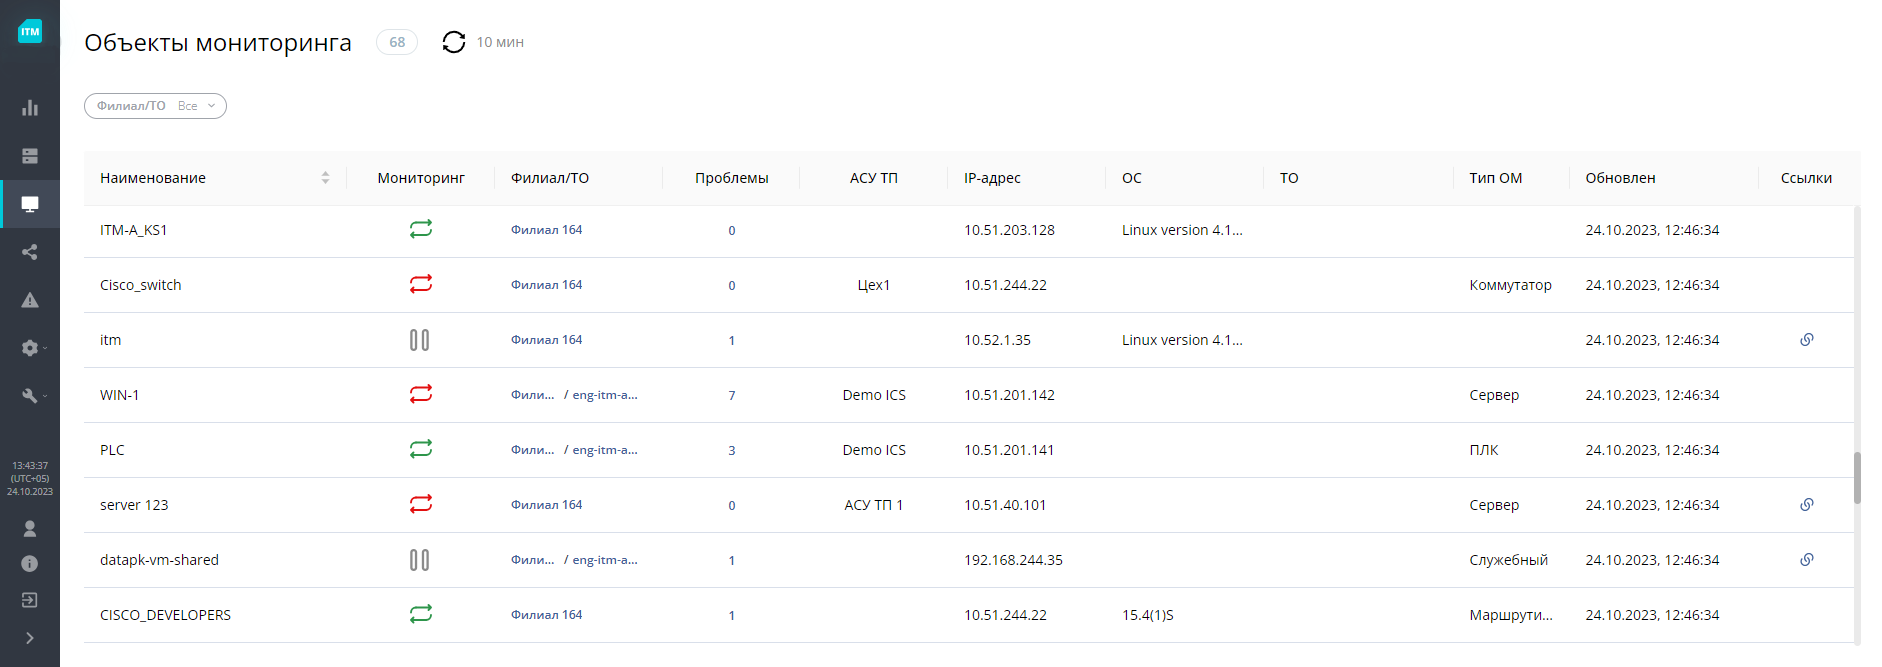 ITM
Объекты мониторинга 68 10 мин
Филиал/ТО Все
Наименование Мониторинг Филиал/ТО Проблемы АСУ ТП IP-адрес ОС ТО Тип ОМ Обновлен Ссылки
ITM-A_KS1 Филиал 164 0 10.51.203.128 Linux version 4.1... 24.10.2023, 12:46:34
Cisco_switch Филиал 164 0 Цех1 10.51.244.22 Коммутатор 24.10.2023, 12:46:34
itm Филиал 164 1 10.52.1.35 Linux version 4.1... 24.10.2023, 12:46:34
WIN-1 Фили... / eng-itm-a... 7 Demo ICS 10.51.201.142 Сервер 24.10.2023, 12:46:34
PLC Фили... / eng-itm-a... 3 Demo ICS 10.51.201.141 ПЛК 24.10.2023, 12:46:34
server 123 Филиал 164 0 АСУ ТП 1 10.51.40.101 Сервер 24.10.2023, 12:46:34
datapk-vm-shared Фили... / eng-itm-a... 1 192.168.244.35 Служебный 24.10.2023, 12:46:34
CISCO_DEVELOPERS Филиал 164 1 10.51.244.22 15.4(1)S Маршрути... 24.10.2023, 12:46:34
13:43:37
(UTC+05)
24.10.2023